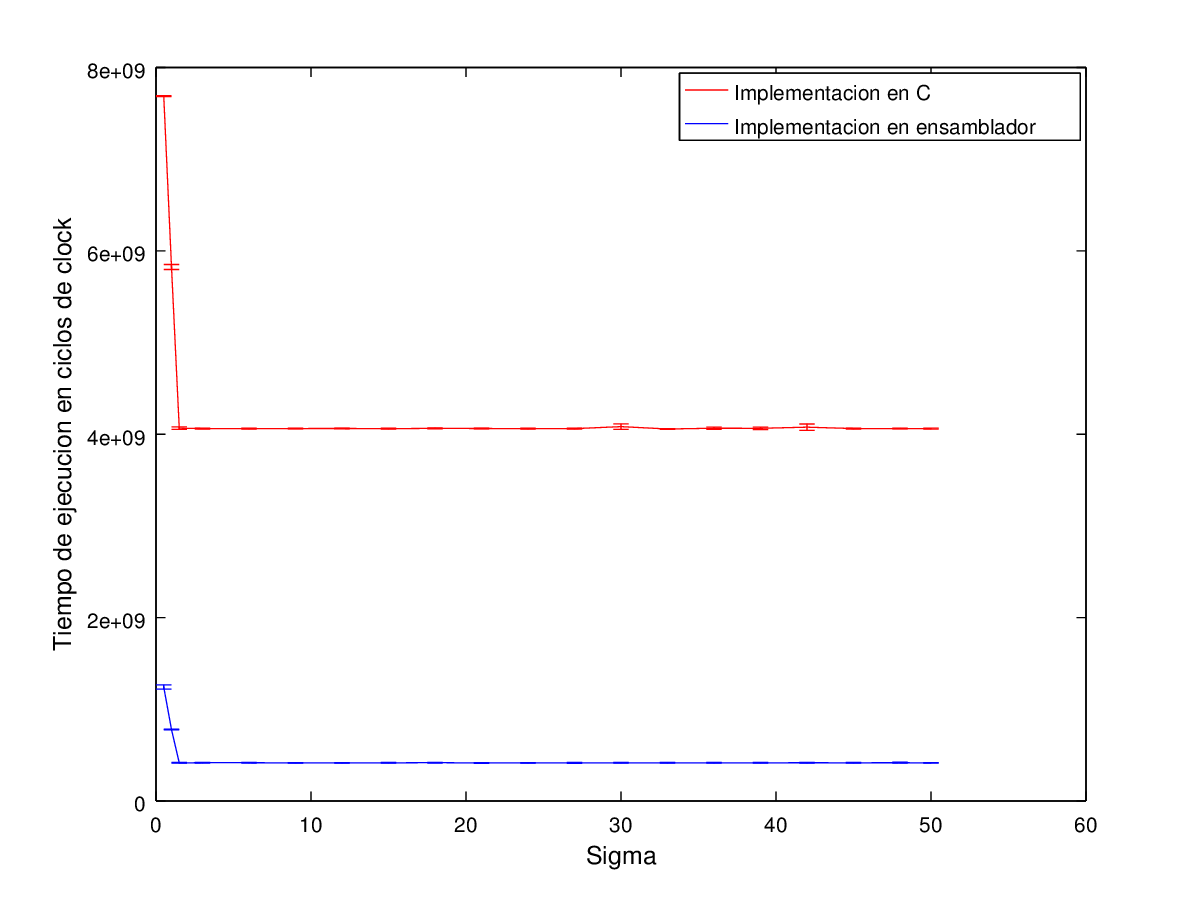 8e+09
6e+09
4e+09
2e+09
0
Tiempo de ejecucion en ciclos de clock
Implementacion en C
Implementacion en ensamblador
0 10 20 30 40 50 60
Sigma